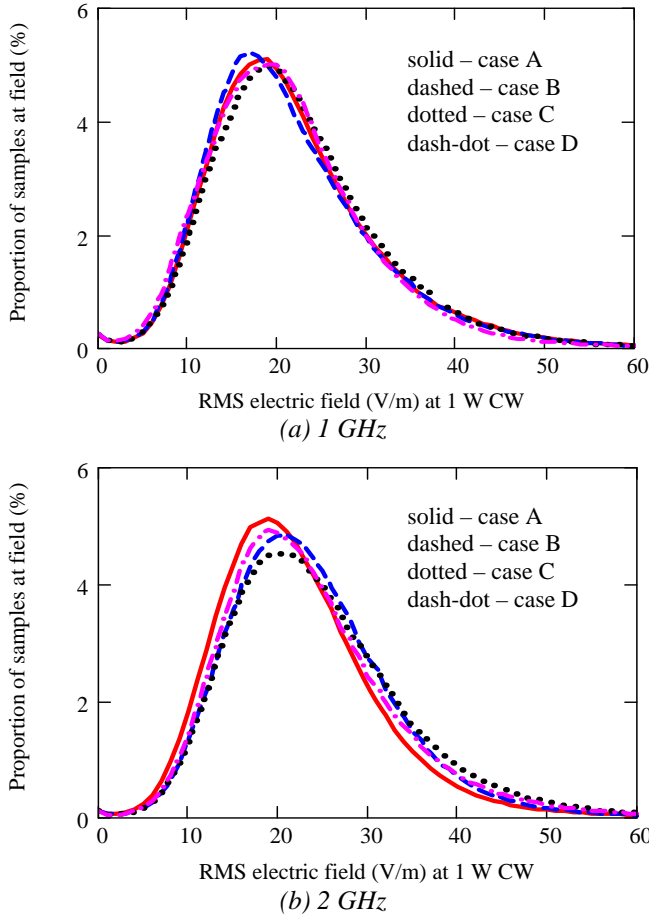 6
4
2
0
Proportion of samples at field (%)
solid – case A
dashed – case B
dotted – case C
dash-dot – case D
0 10 20 30 40 50 60
RMS electric field (V/m) at 1 W CW
(a) 1 GHz
6
4
2
0
Proportion of samples at field (%)
solid – case A
dashed – case B
dotted – case C
dash-dot – case D
0 10 20 30 40 50 60
RMS electric field (V/m) at 1 W CW
(b) 2 GHz